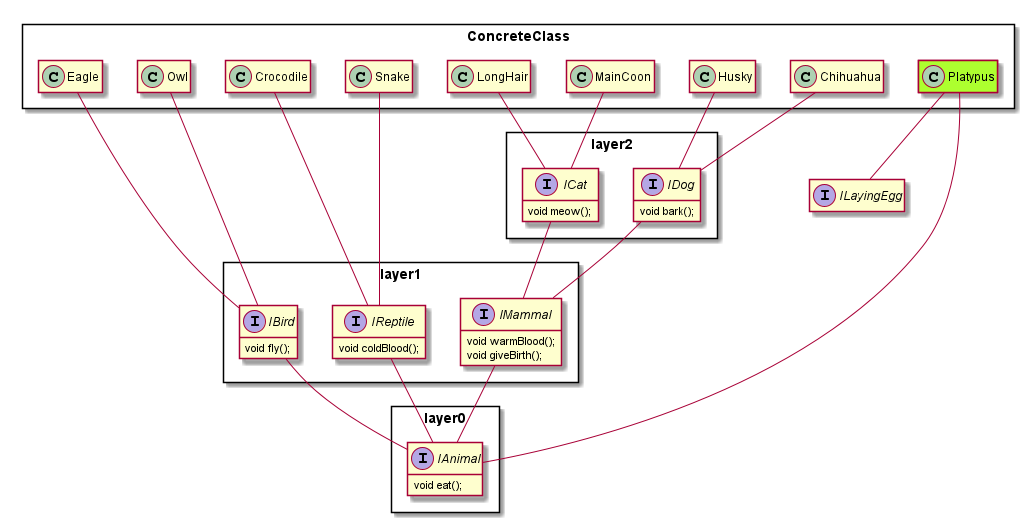 ConcreteClass
C Eagle
C Owl
C Crocodile
C Snake
C LongHair
C MainCoon
C Husky
C Chihuahua
C Platypus
layer2
I ICat
void meow();
I IDog
void bark();
I ILayingEgg
layer1
I IBird
void fly();
I IReptile
void coldBlood();
I IMammal
void warmBlood();
void giveBirth();
layer0
I IAnimal
void eat();